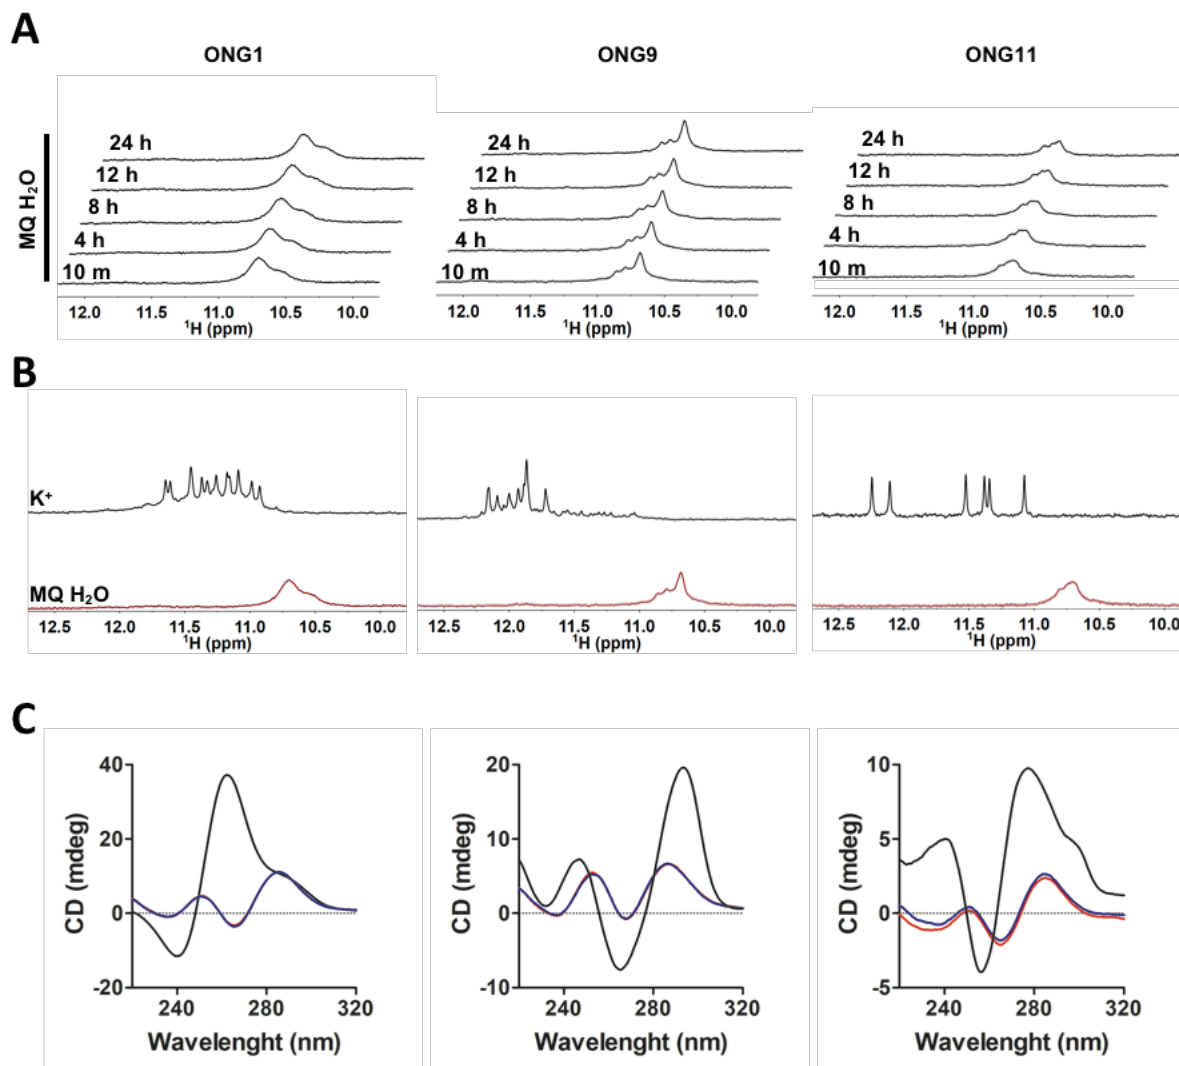 A
ONG1 ONG9 ONG11
MQ H₂O
24 h 24 h 24 h
12 h 12 h 12 h
8 h 8 h 8 h
4 h 4 h 4 h
10 m 10 m 10 m
12.0 11.5 11.0 10.5 10.0 12.0 11.5 11.0 10.5 10.0 12.0 11.5 11.0 10.5 10.0
¹H (ppm) ¹H (ppm) ¹H (ppm)
B
K⁺
MQ H₂O
12.5 12.0 11.5 11.0 10.5 10.0 12.5 12.0 11.5 11.0 10.5 10.0 12.5 12.0 11.5 11.0 10.5 10.0
¹H (ppm) ¹H (ppm) ¹H (ppm)
C
CD (mdeg) CD (mdeg) CD (mdeg)
40 20 10
20 10 5
0 0 0
-20 -10 -5
240 280 320 240 280 320 240 280 320
Wavelenght (nm) Wavelenght (nm) Wavelenght (nm)